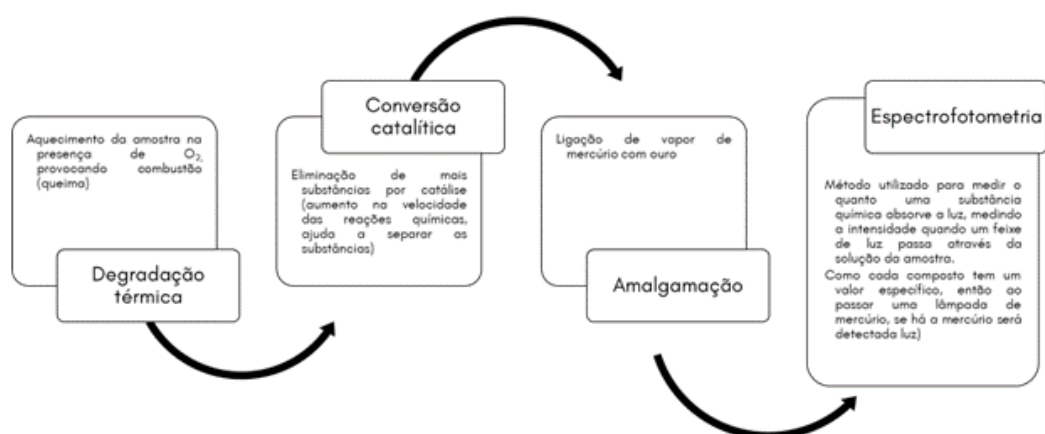 Aquecimento da amostra na
presença de O₂,
provocando combustão
(queima)
Degradação
térmica
Conversão
catalítica
Eliminação de mais
substâncias por catálise
(aumento na velocidade
das reações químicas,
ajuda a separar as
substâncias)
Ligação de vapor de
mercúrio com ouro
Amalgamação
Espectrofotometria
Método utilizado para medir o
quanto uma substância
química absorve a luz, medindo
a intensidade quando um feixe
de luz passa através da
solução da amostra.
Como cada composto tem um
valor específico, então ao
passar uma lâmpada de
mercúrio, se há a mercúrio será
detectada luz)